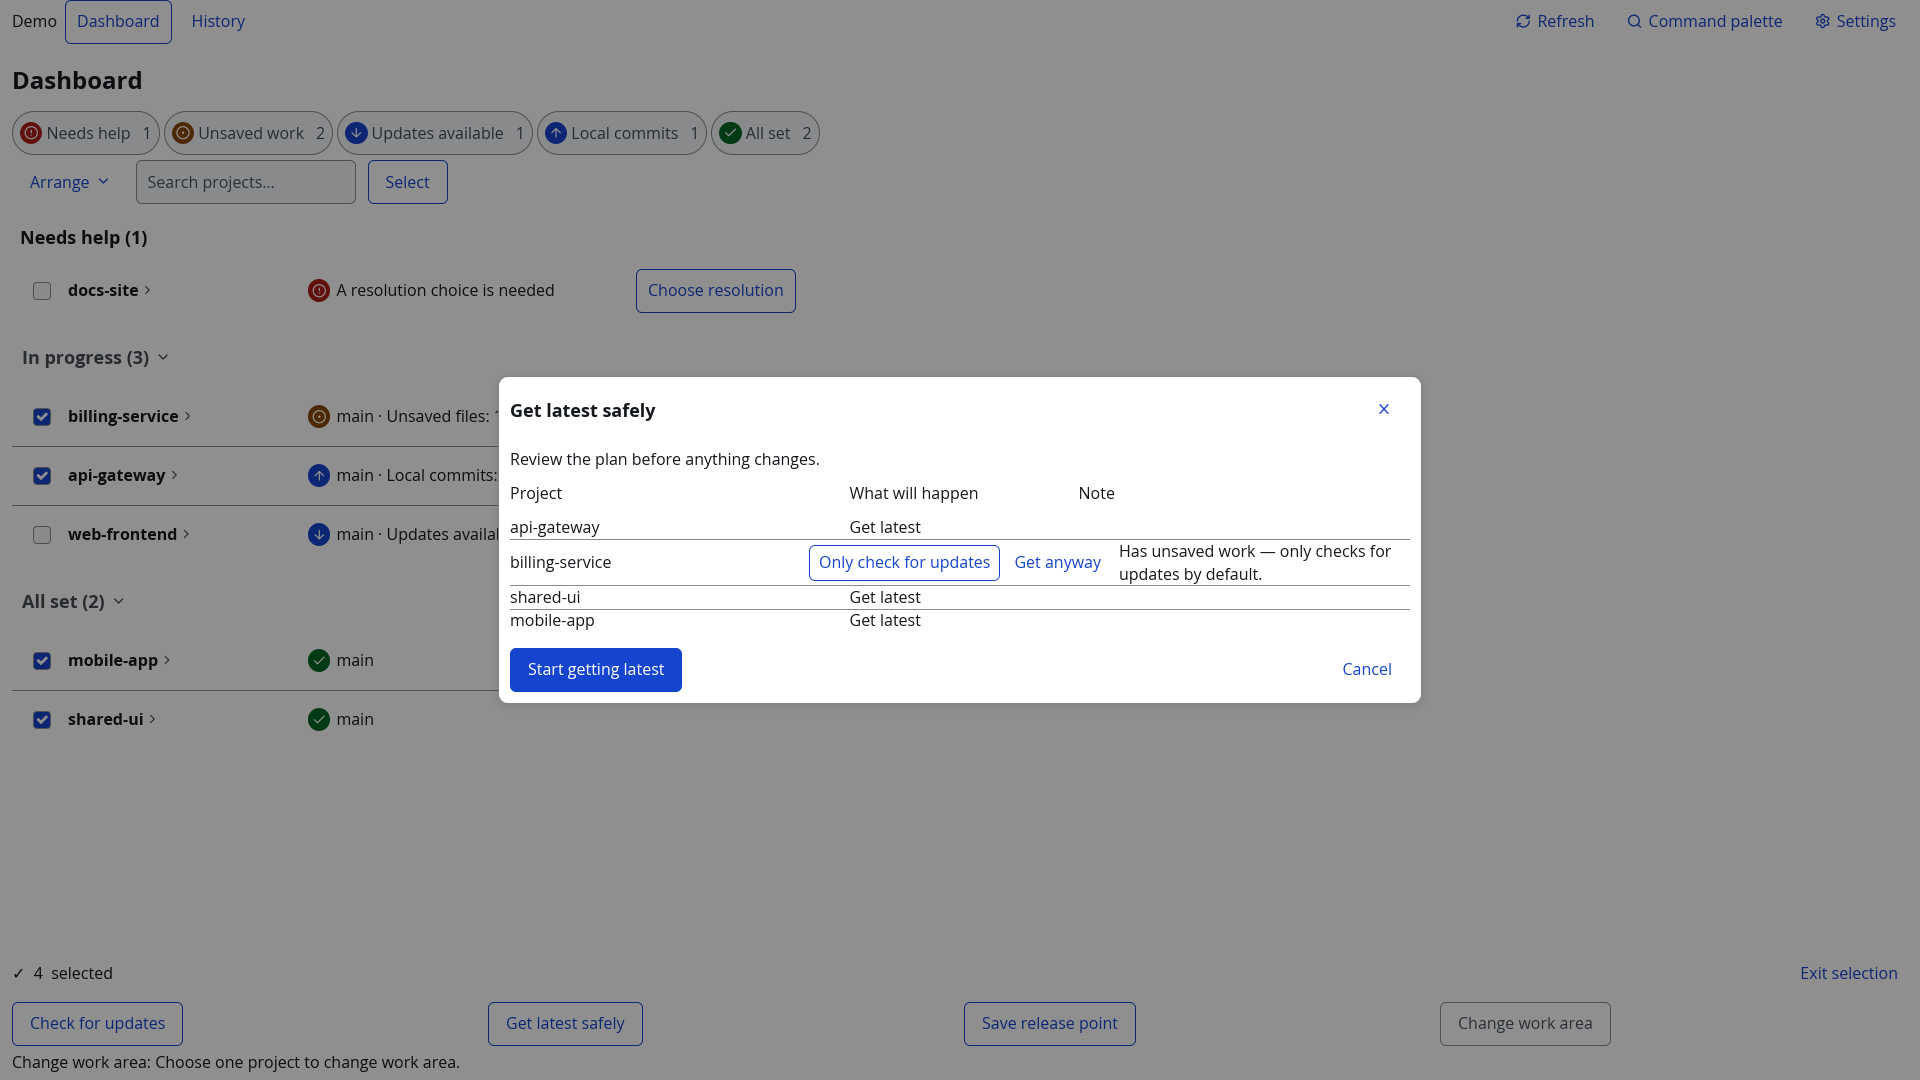 Demo Dashboard History Refresh Command palette Settings
Dashboard
Needs help 1 Unsaved work 2 Updates available 1 Local commits 1 All set 2
Arrange Search projects... Select
Needs help (1)
docs-site A resolution choice is needed Choose resolution
In progress (3)
billing-service main · Unsaved files:
api-gateway main · Local commits:
web-frontend main · Updates
All set (2)
mobile-app main
shared-ui main
Get latest safely
Review the plan before anything changes.
Project What will happen Note
api-gateway Get latest
billing-service Only check for updates Get anyway Has unsaved work — only checks for
updates by default.
shared-ui Get latest
mobile-app Get latest
Start getting latest Cancel
✓ 4 selected Exit selection
Check for updates Get latest safely Save release point Change work area
Change work area: Choose one project to change work area.